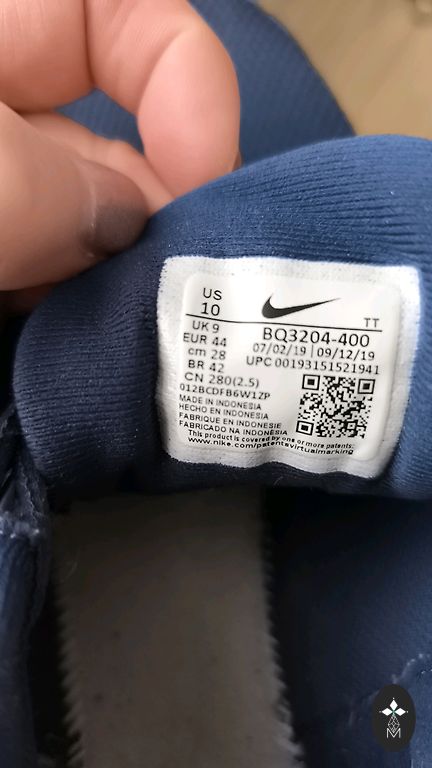 US
10
TT
UK 9
BQ3204-400
EUR 44
07/02/19 | 09/12/19
cm 28
UPC 00193151521941
BR 42
CN 280(2.5)
012BCDFB6W1ZP
MADE IN INDONESIA
HECHO EN INDONESIA
FABRIQUE EN INDONESIE
FABRICADO NA INDONESIA
This product is covered by one or more patents:
www.nike.com/patentsvirtualmarking
M